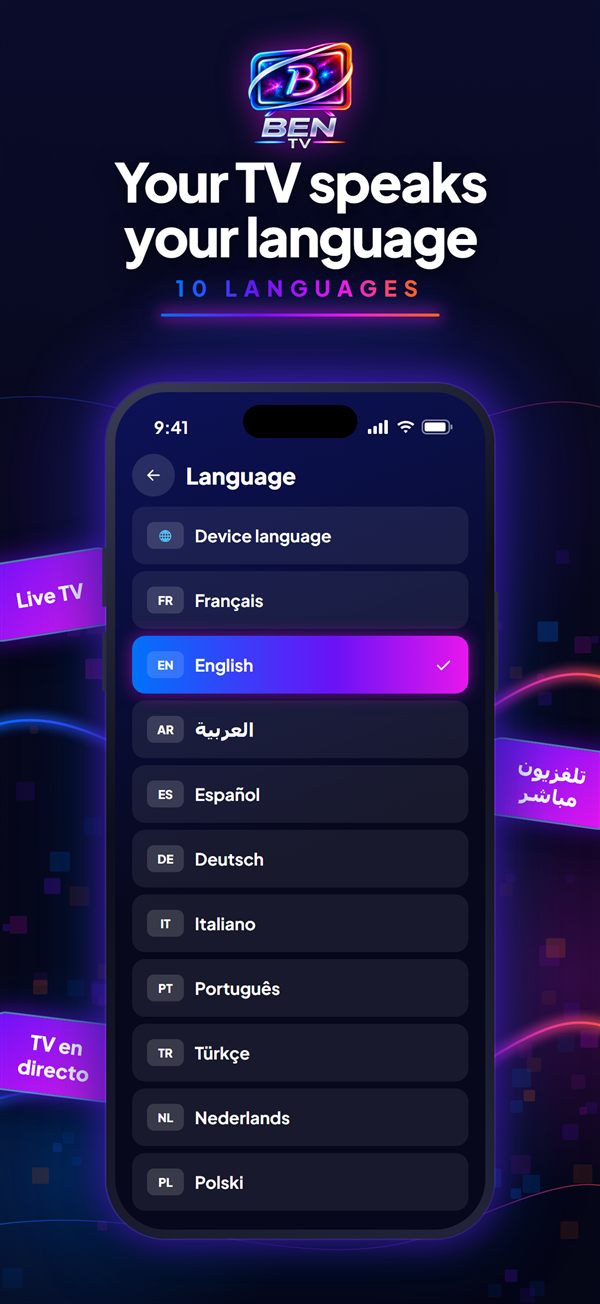 B
BEN
TV
Your TV speaks
your language
10 LANGUAGES
9:41
Language
Device language
FR Français
EN English
AR العربية
ES Español
DE Deutsch
IT Italiano
PT Português
TR Türkçe
NL Nederlands
PL Polski
Live TV
تلفزيون
مباشر
TV en
directo